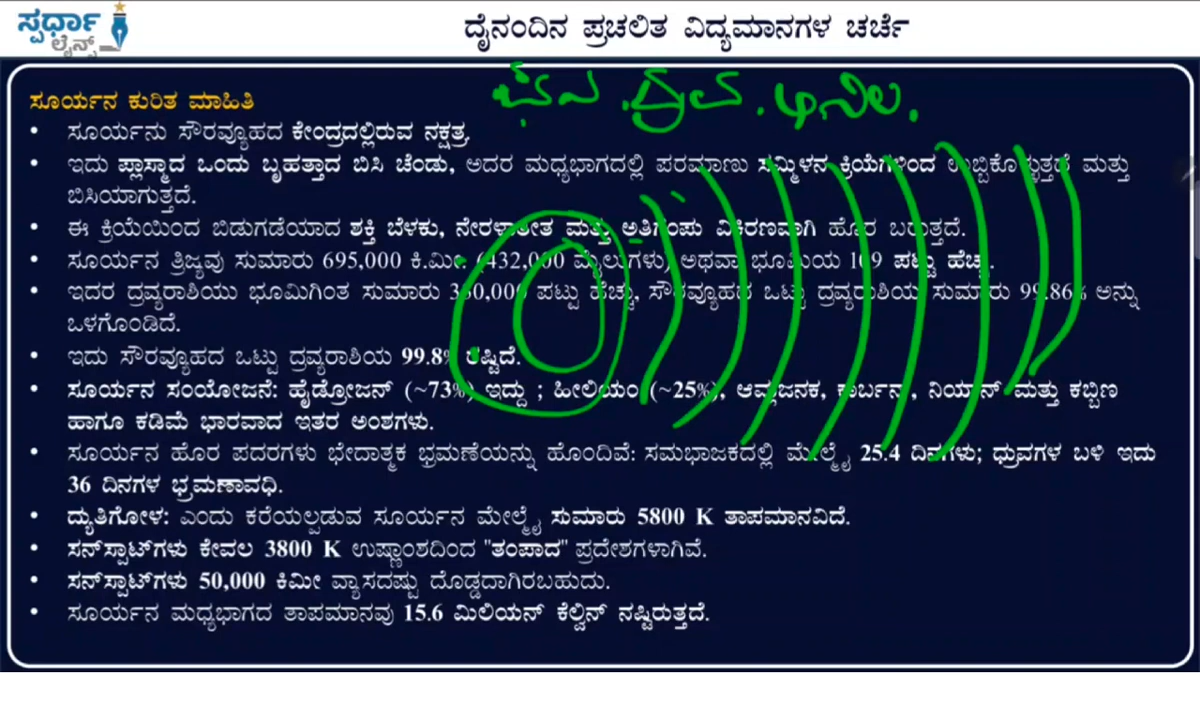 ಸ್ಪರ್ಧಾ
ಲೈನ್ಸ್
ದೈನಂದಿನ ಪ್ರಚಲಿತ ವಿದ್ಯಮಾನಗಳ ಚರ್ಚೆ
ಘನ .ದ್ರವ .ಅನಿಲ.
ಸೂರ್ಯನ ಕುರಿತ ಮಾಹಿತಿ
• ಸೂರ್ಯನು ಸೌರವ್ಯೂಹದ ಕೇಂದ್ರದಲ್ಲಿರುವ ನಕ್ಷತ್ರ.
• ಇದು ಪ್ಲಾಸ್ಮಾದ ಒಂದು ಬೃಹತ್ತಾದ ಬಿಸಿ ಚೆಂಡು, ಅದರ ಮಧ್ಯಭಾಗದಲ್ಲಿ ಪರಮಾಣು ಸಮ್ಮಿಳನ ಕ್ರಿಯೆಗಳಿಂದ ಉಬ್ಬಿಕೊಳ್ಳುತ್ತದೆ ಮತ್ತು
ಬಿಸಿಯಾಗುತ್ತದೆ.
• ಈ ಕ್ರಿಯೆಯಿಂದ ಬಿಡುಗಡೆಯಾದ ಶಕ್ತಿ ಬೆಳಕು, ನೇರಳಾತೀತ ಮತ್ತು ಅತಿಗೆಂಪು ವಿಕಿರಣವಾಗಿ ಹೊರ ಬರುತ್ತದೆ.
• ಸೂರ್ಯನ ತ್ರಿಜ್ಯವು ಸುಮಾರು 695,000 ಕಿ.ಮೀ. (432,000 ಮೈಲುಗಳು) ಅಥವಾ ಭೂಮಿಯ 109 ಪಟ್ಟು ಹೆಚ್ಚು.
• ಇದರ ದ್ರವ್ಯರಾಶಿಯು ಭೂಮಿಗಿಂತ ಸುಮಾರು 330,000 ಪಟ್ಟು ಹೆಚ್ಚು, ಸೌರವ್ಯೂಹದ ಒಟ್ಟು ದ್ರವ್ಯರಾಶಿಯ ಸುಮಾರು 99.86% ಅನ್ನು
ಒಳಗೊಂಡಿದೆ.
• ಇದು ಸೌರವ್ಯೂಹದ ಒಟ್ಟು ದ್ರವ್ಯರಾಶಿಯ 99.8% ರಷ್ಟಿದೆ.
• ಸೂರ್ಯನ ಸಂಯೋಜನೆ: ಹೈಡ್ರೋಜನ್ (~73%) ಇದ್ದು ; ಹೀಲಿಯಂ (~25%), ಆಮ್ಲಜನಕ, ಕಾರ್ಬನ್, ನಿಯಾನ್ ಮತ್ತು ಕಬ್ಬಿಣ
ಹಾಗೂ ಕಡಿಮೆ ಭಾರವಾದ ಇತರ ಅಂಶಗಳು.
• ಸೂರ್ಯನ ಹೊರ ಪದರಗಳು ಭೇದಾತ್ಮಕ ಭ್ರಮಣೆಯನ್ನು ಹೊಂದಿವೆ: ಸಮಭಾಜಕದಲ್ಲಿ ಮೇಲ್ಮೈ 25.4 ದಿನಗಳು; ಧ್ರುವಗಳ ಬಳಿ ಇದು
36 ದಿನಗಳ ಭ್ರಮಣಾವಧಿ.
• ದ್ಯುತಿಗೋಳ: ಎಂದು ಕರೆಯಲ್ಪಡುವ ಸೂರ್ಯನ ಮೇಲ್ಮೈ ಸುಮಾರು 5800 K ತಾಪಮಾನವಿದೆ.
• ಸನ್‌ಸ್ಪಾಟ್‌ಗಳು ಕೇವಲ 3800 K ಉಷ್ಣಾಂಶದಿಂದ "ತಂಪಾದ" ಪ್ರದೇಶಗಳಾಗಿವೆ.
• ಸನ್‌ಸ್ಪಾಟ್‌ಗಳು 50,000 ಕಿಮೀ ವ್ಯಾಸದಷ್ಟು ದೊಡ್ಡದಾಗಿರಬಹುದು.
• ಸೂರ್ಯನ ಮಧ್ಯಭಾಗದ ತಾಪಮಾನವು 15.6 ಮಿಲಿಯನ್ ಕೆಲ್ವಿನ್ ನಷ್ಟಿರುತ್ತದೆ.